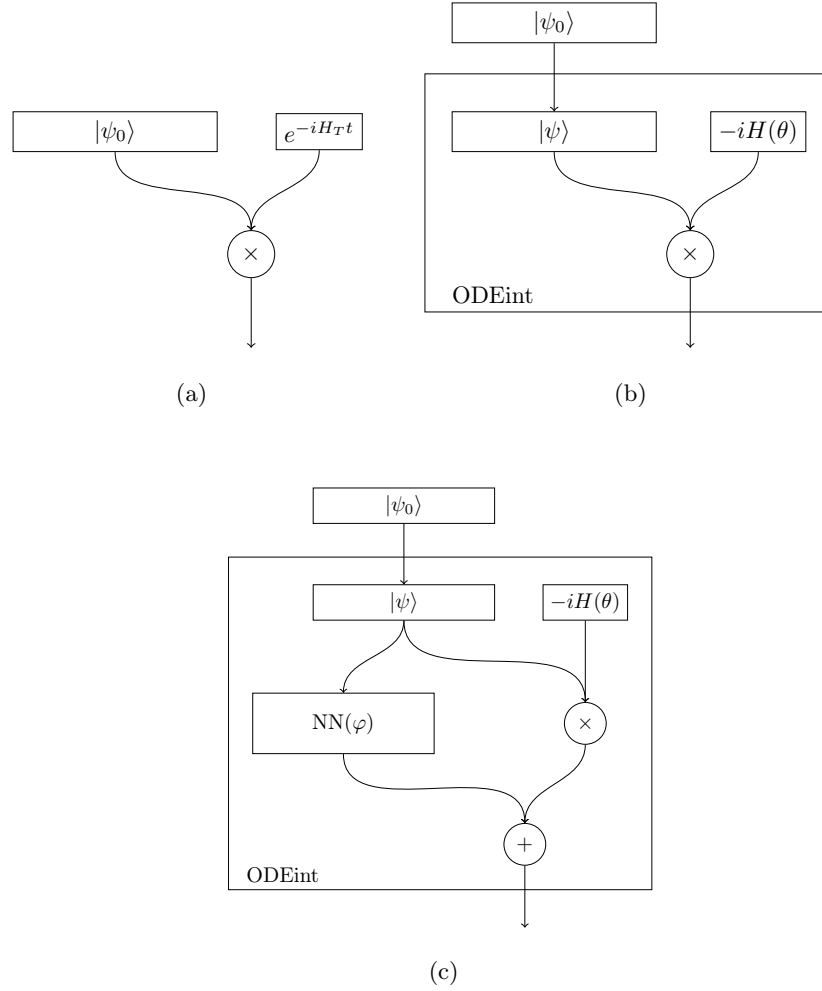 |ψ₀⟩
|ψ₀⟩ e^{-iH_T t}
|ψ⟩ −iH(θ)
×
×
ODEint
(a)
(b)
|ψ₀⟩
|ψ⟩
−iH(θ)
NN(φ)
×
+
ODEint
(c)